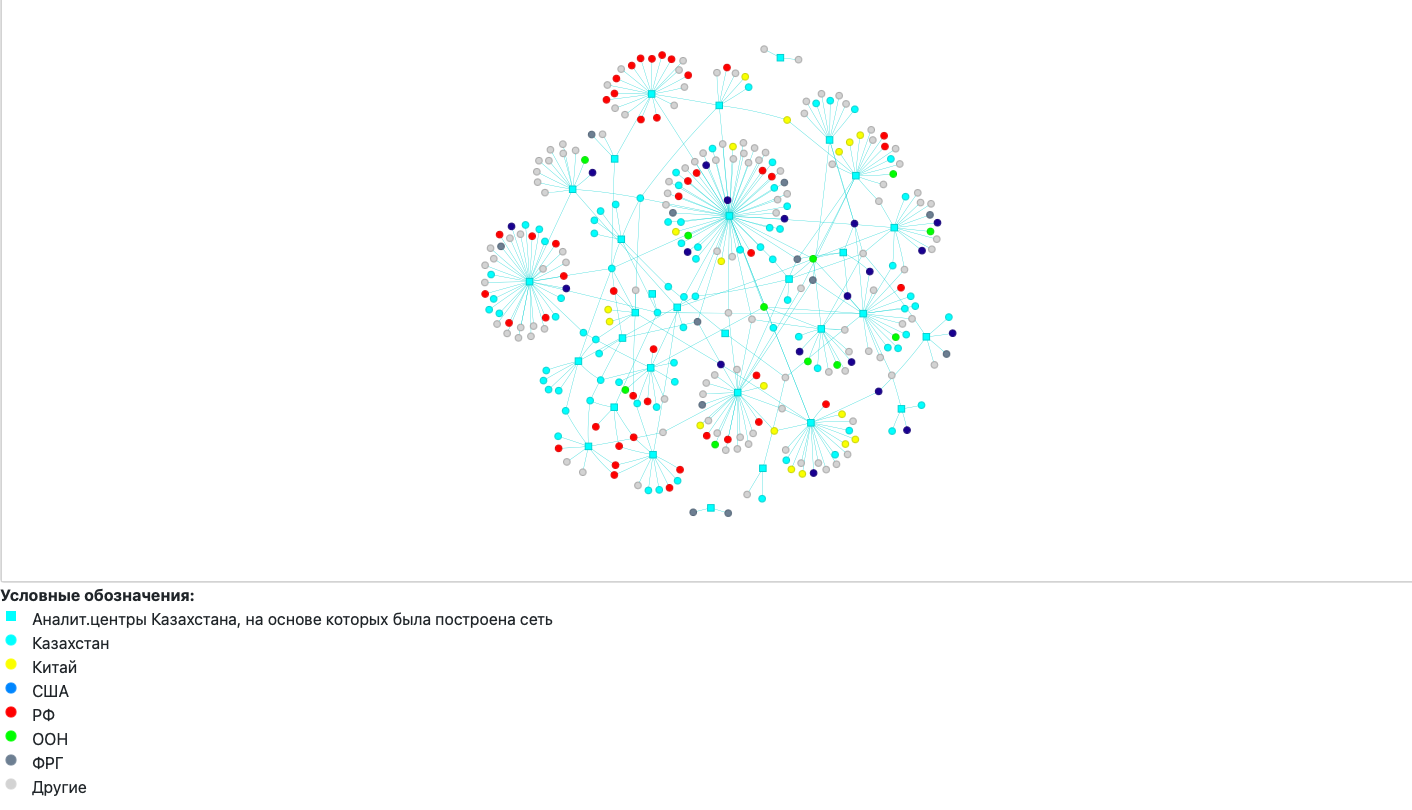 Условные обозначения:
Аналит.центры Казахстана, на основе которых была построена сеть
Казахстан
Китай
США
РФ
ООН
ФРГ
Другие